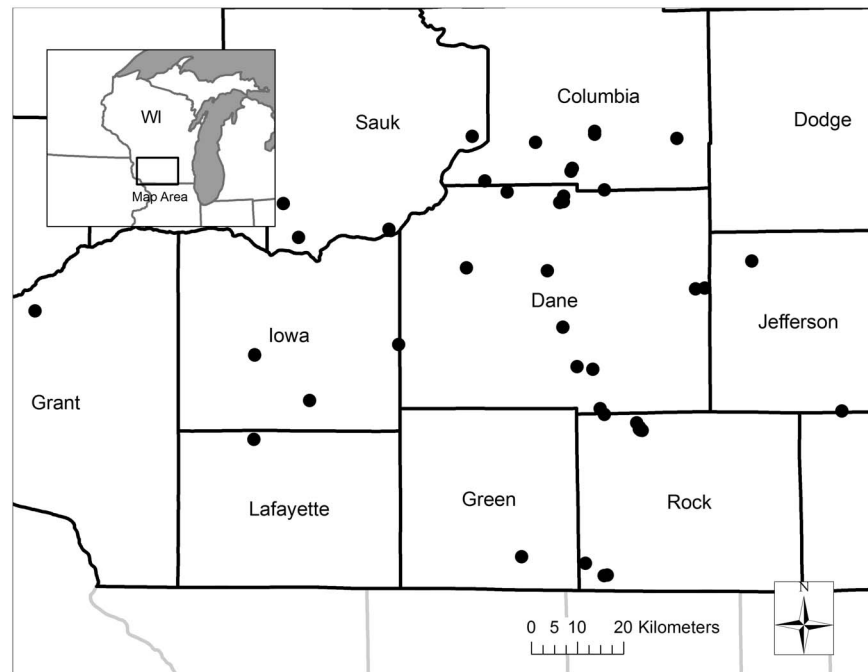 Columbia
WI
Sauk
Dodge
Map Area
Dane
Jefferson
Iowa
Grant
Green
Rock
Lafayette
N
0 5 10 20 Kilometers